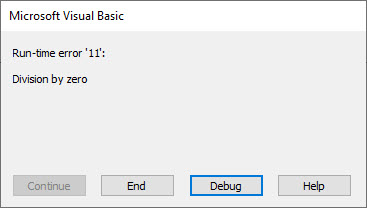 Microsoft Visual Basic
Run-time error '11':
Division by zero
Continue
End
Debug
Help